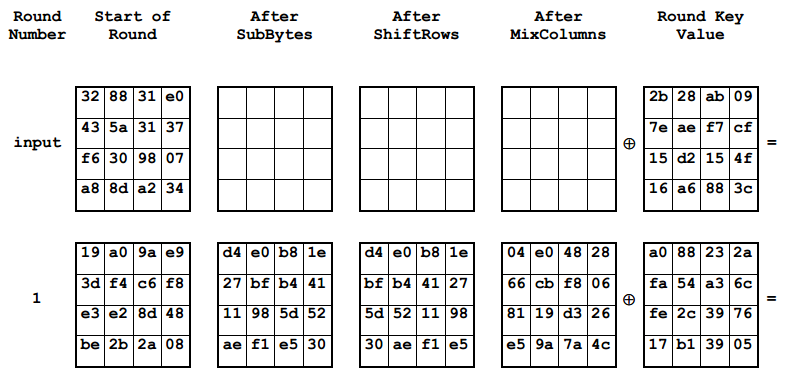 Round Start of After After After Round Key
Number Round SubBytes ShiftRows MixColumns Value
32 88 31 e0 2b 28 ab 09
43 5a 31 37 7e ae f7 cf
input ⊕ =
f6 30 98 07 15 d2 15 4f
a8 8d a2 34 16 a6 88 3c
19 a0 9a e9 d4 e0 b8 1e d4 e0 b8 1e 04 e0 48 28 a0 88 23 2a
3d f4 c6 f8 27 bf b4 41 bf b4 41 27 66 cb f8 06 fa 54 a3 6c
1 ⊕ =
e3 e2 8d 48 11 98 5d 52 5d 52 11 98 81 19 d3 26 fe 2c 39 76
be 2b 2a 08 ae f1 e5 30 30 ae f1 e5 e5 9a 7a 4c 17 b1 39 05